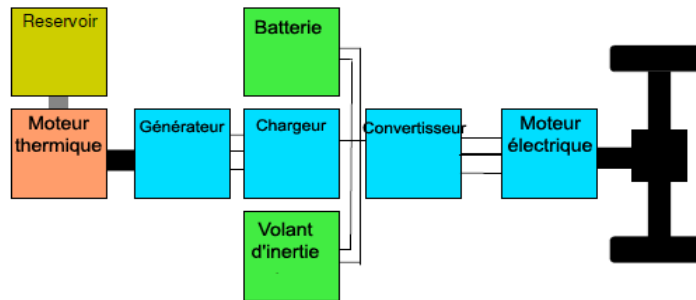 Reservoir
Batterie
Moteur
thermique
Générateur
Chargeur
Convertisseur
Moteur
électrique
Volant
d'inertie